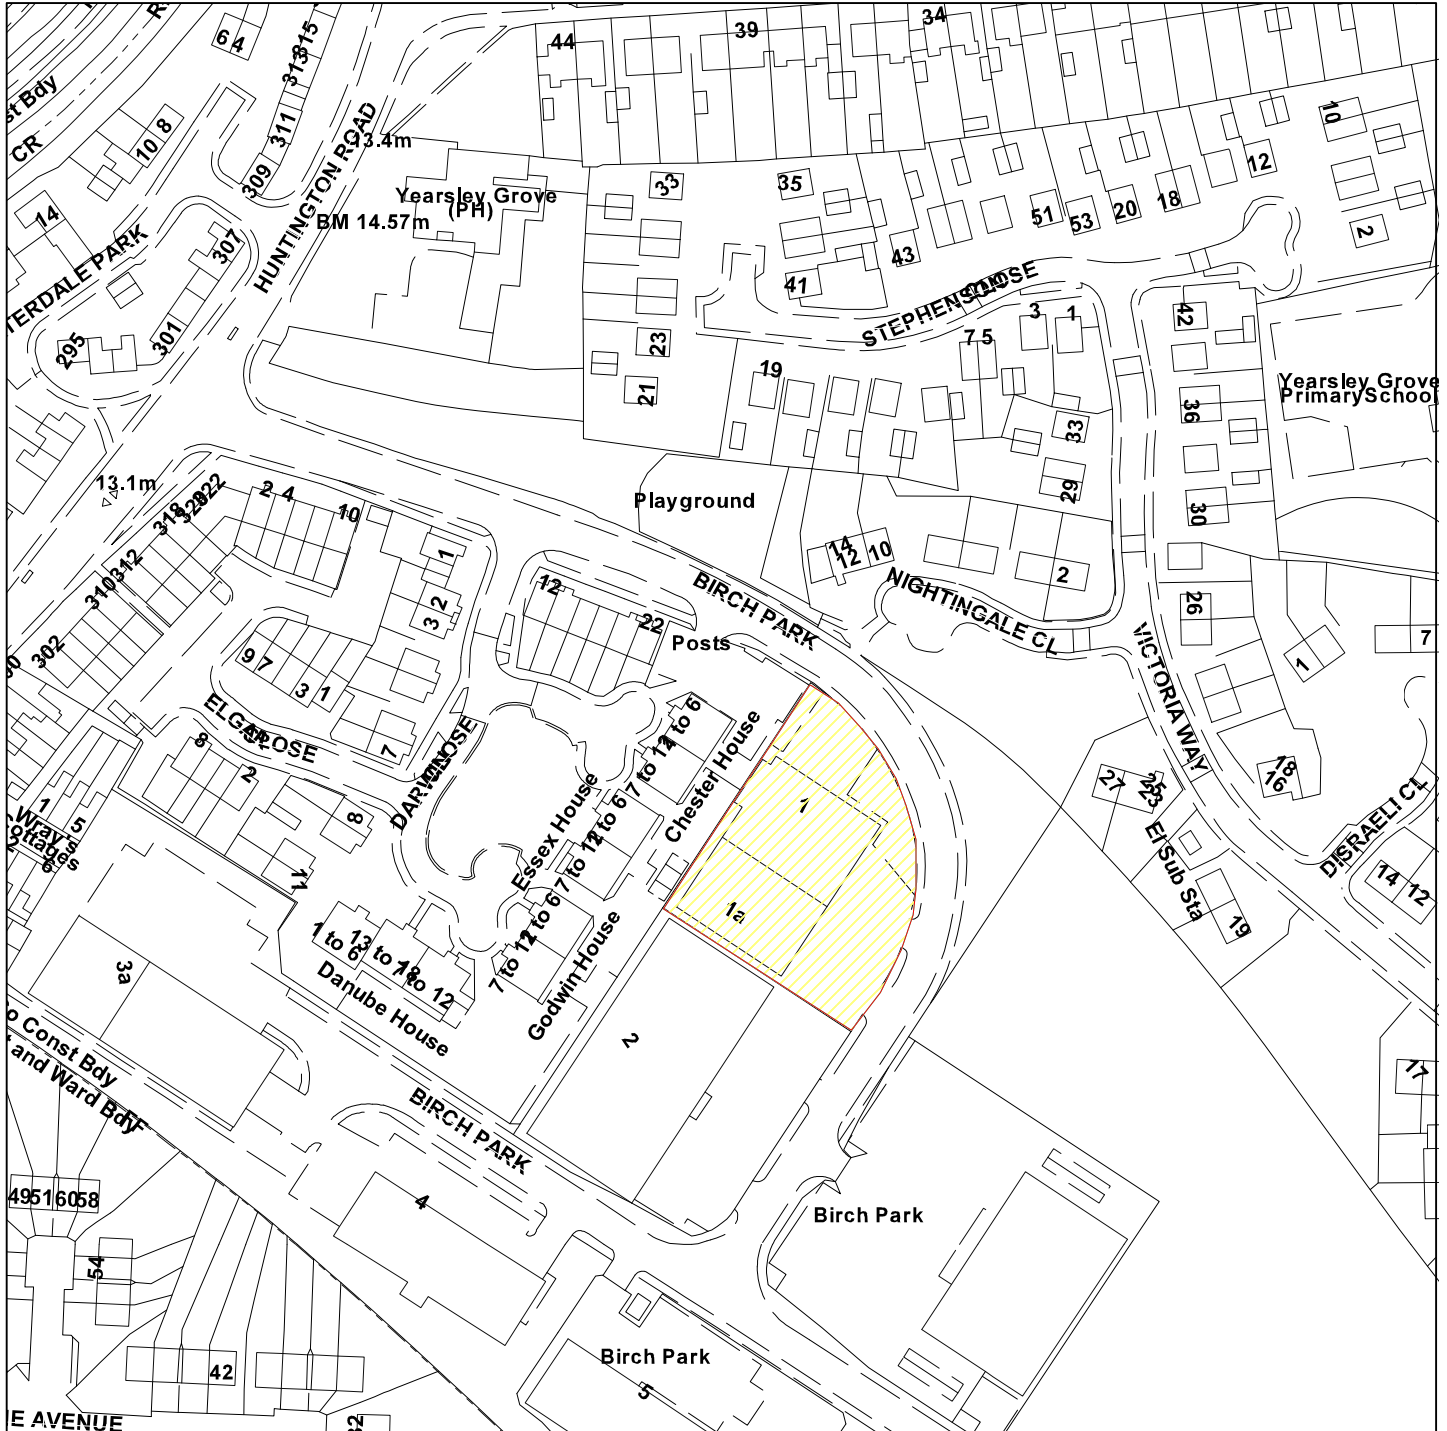 64
315
313
311
309
10 8
st Bdy
CR
14
307
301
295
TERDALE PARK
HUNTINGTON ROAD
13.4m
BM 14.57m
Yearsley Grove
(PH)
44
39
34
33
35
41
43
51
53
20
18
12
10
2
STEPHENSON
CLOSE
3
1
7 5
19
23
21
33
29
42
36
30
26
Yearsley Grove
Primary School
13.1m
322
320
318
312
310
302
2 4
10
1
2
3
9 7
3
1
7
8
2
8
11
ELGAR
CLOSE
DARWIN
CLOSE
12
22
Playground
Posts
BIRCH PARK
14
12
10
2
NIGHTINGALE CL
VICTORIA WAY
1
7
18
16
27
25
23
El Sub Sta
19
DISRAELI CL
14
12
17
1 to 6
7 to 12
Chester House
1 to 6
7 to 12
Essex House
1 to 6
7 to 12
Godwin House
1 to 6
13 to 18
7 to 12
Danube House
1
1a
2
1
5
Wray's
Cottages
2
6
3a
o Const Bdy
and Ward Bdy
FF
BIRCH PARK
4
Birch Park
Birch Park
5
49
51
60
58
54
42
32
IE AVENUE